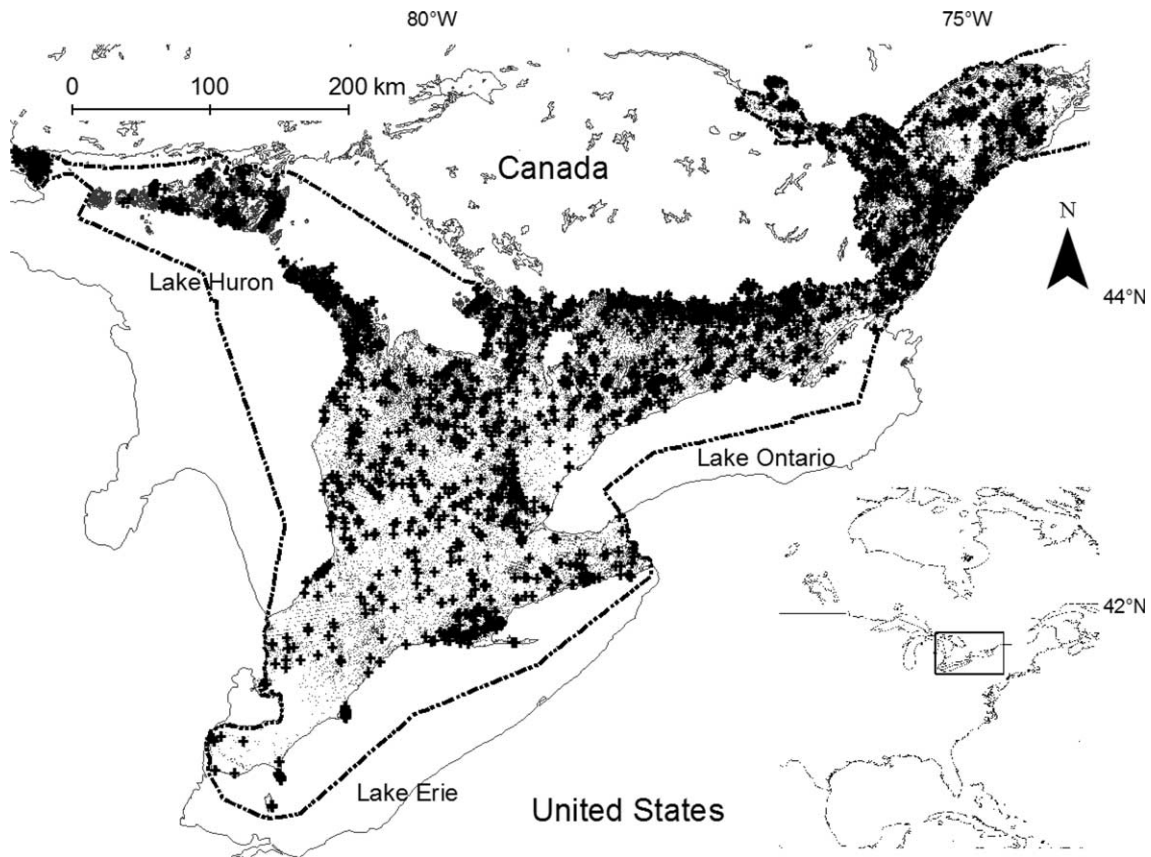 80°W
75°W
0 100 200 km
Canada
N
Lake Huron
44°N
Lake Ontario
42°N
Lake Erie
United States